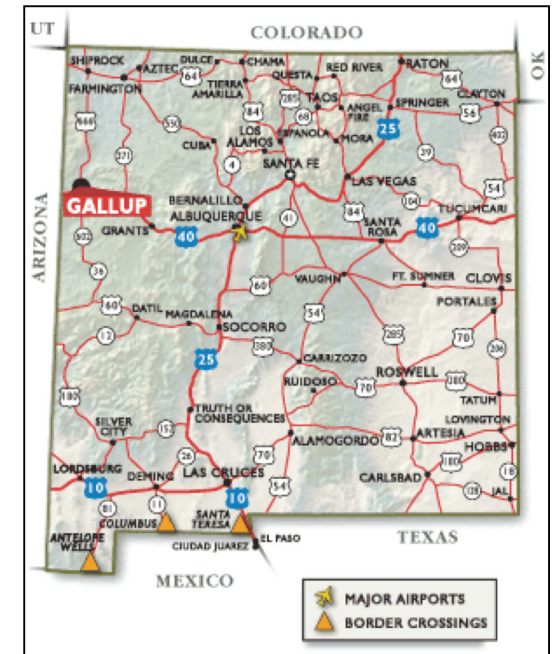 UT
COLORADO
OK
SHIPROCK
AZTEC
DULCE
CHAMA
RATON
64
FARMINGTON
TIERRA
AMARILLA
QUESTA
RED RIVER
64
285
TAOS
ANGEL
FIRE
SPRINGER
CLAYTON
56
666
550
84
68
LOS
ALAMOS
ESPANOLA
MORA
25
402
371
CUBA
4
39
SANTA FE
LAS VEGAS
54
GALLUP
BERNALILLO
ALBUQUERQUE
41
84
104
TUCUMCARI
ARIZONA
602
GRANTS
40
SANTA
ROSA
40
209
36
60
VAUGHN
FT. SUMNER
CLOVIS
60
DATIL
MAGDALENA
54
PORTALES
12
SOCORRO
285
70
206
25
380
CARRIZOZO
ROSWELL
RUIDOSO
70
380
180
TATUM
TRUTH OR
CONSEQUENCES
LOVINGTON
SILVER
CITY
152
ALAMOGORDO
82
ARTESIA
HOBBS
26
70
180
LORDSBURG
DEMING
LAS CRUCES
CARLSBAD
18
10
10
54
128
JAL
81
11
COLUMBUS
SANTA
TERESA
ANTELOPE
WELLS
EL PASO
CIUDAD JUAREZ
TEXAS
MEXICO
MAJOR AIRPORTS
BORDER CROSSINGS